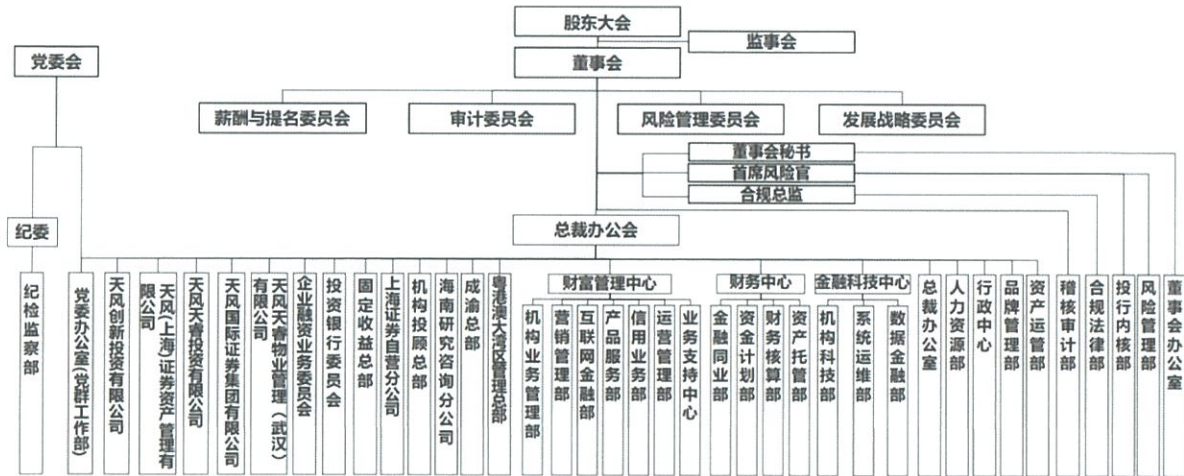 股东大会
监事会
党委会
董事会
薪酬与提名委员会
审计委员会
风险管理委员会
发展战略委员会
董事会秘书
首席风险官
合规总监
纪委
总裁办公会
纪检监察部
党委办公室(党群工作部)
天风创新投资有限公司
天风(上海)证券资产管理有限公司
天风天睿投资有限公司
天风国际证券集团有限公司
天风天睿物业管理(武汉)有限公司
企业融资业务委员会
投资银行委员会
固定收益总部
上海证券自营分公司
机构投顾总部
海南研究咨询分公司
成渝总部
粤港澳大湾区管理总部
财富管理中心
机构业务管理部
营销管理部
互联网金融部
产品服务部
信用业务部
运营管理部
业务支持中心
财务中心
金融同业部
资金计划部
财务核算部
资产托管部
金融科技中心
机构科技部
系统运维部
数据金融部
总裁办公室
人力资源部
行政中心
品牌管理部
资产运管部
稽核审计部
合规法律部
投行内核部
风险管理部
董事会办公室